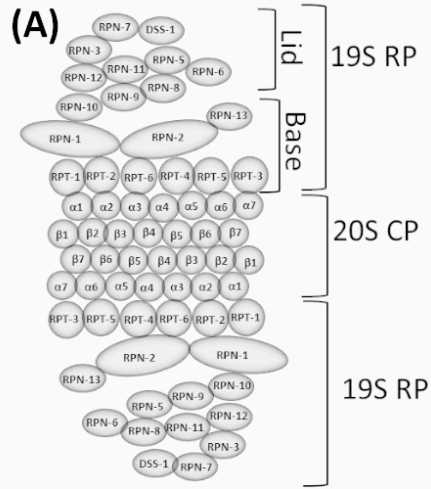 (A)
RPN-7 DSS-1
RPN-3
RPN-11 RPN-5
RPN-12 RPN-6
RPN-9 RPN-8
RPN-10
RPN-13
RPN-1 RPN-2
RPT-1 RPT-2 RPT-6 RPT-4 RPT-5 RPT-3
α1 α2 α3 α4 α5 α6 α7
β1 β2 β3 β4 β5 β6 β7
β7 β6 β5 β4 β3 β2 β1
α7 α6 α5 α4 α3 α2 α1
RPT-3 RPT-5 RPT-4 RPT-6 RPT-2 RPT-1
RPN-2 RPN-1
RPN-13 RPN-10
RPN-5 RPN-9
RPN-6 RPN-8 RPN-11 RPN-12
RPN-3
DSS-1 RPN-7
Lid
Base
19S RP
20S CP
19S RP